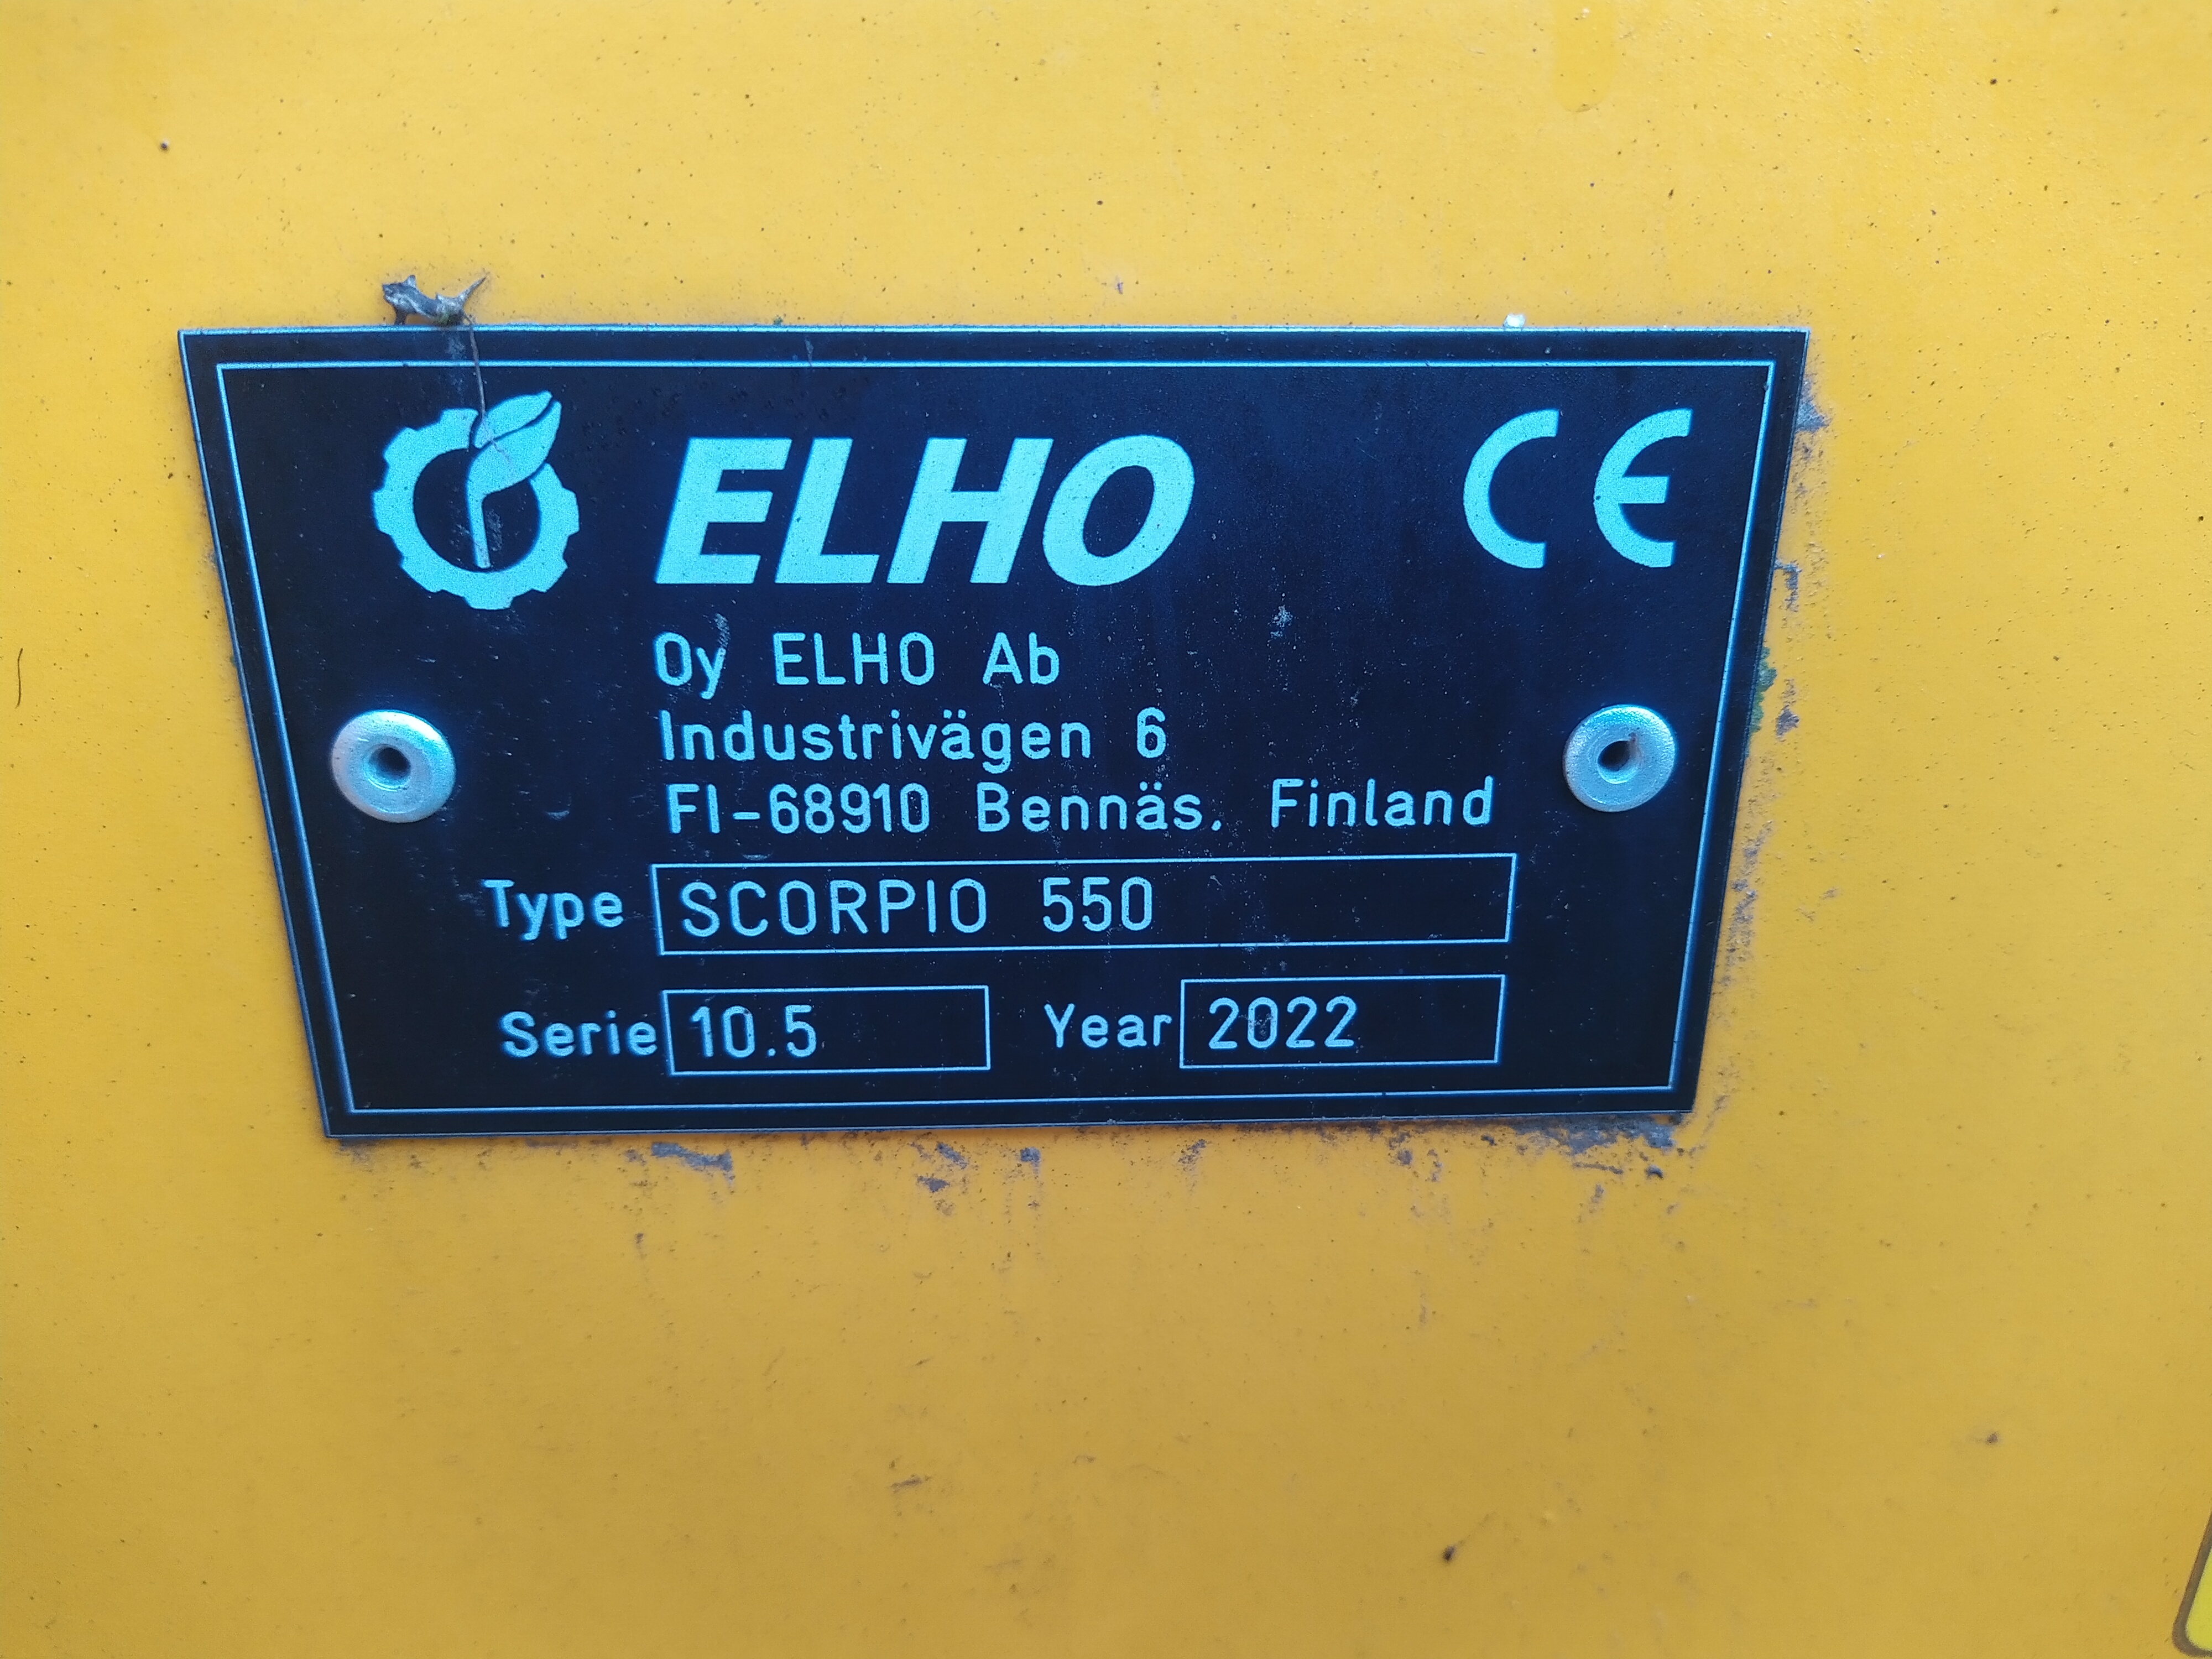 ELHO CE
Oy ELHO Ab
Industrivägen 6
FI-68910 Bennäs. Finland
Type SCORPIO 550
Serie 10.5 Year 2022